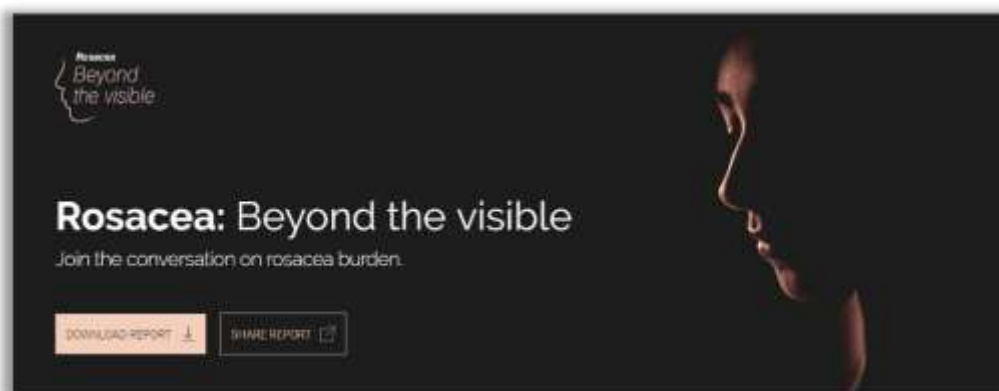 Rosacea
Beyond
the visible
Rosacea: Beyond the visible
Join the conversation on rosacea burden.
DOWNLOAD REPORT
SHARE REPORT